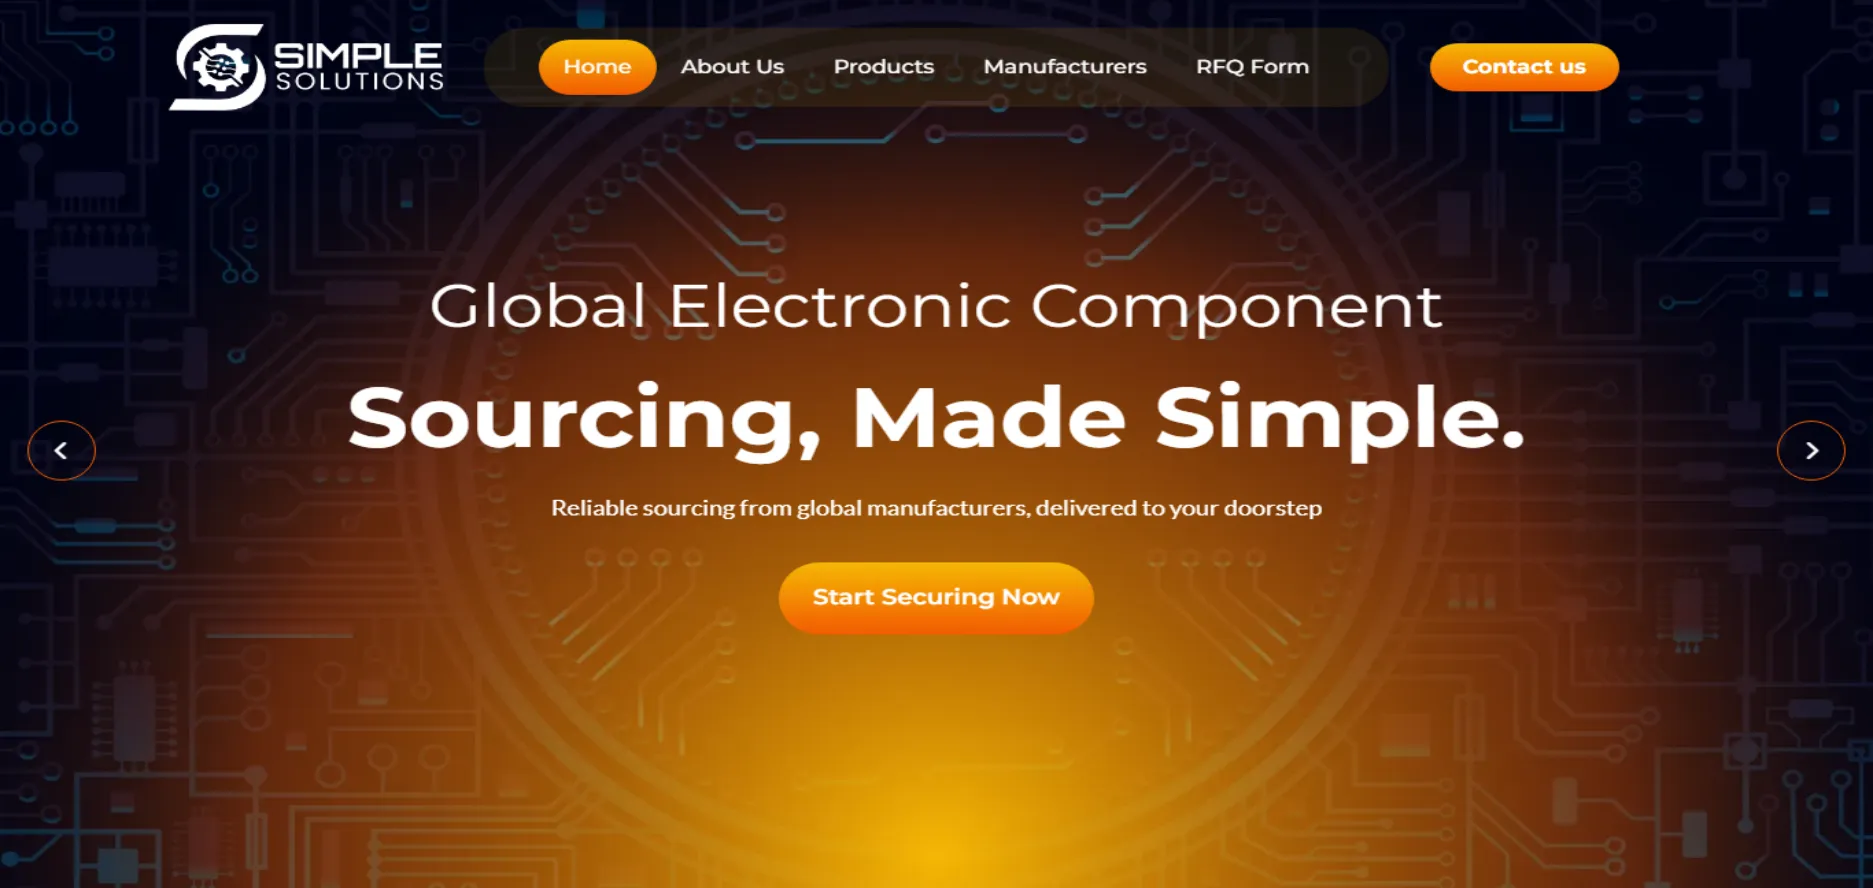 SIMPLE
SOLUTIONS
Home
About Us
Products
Manufacturers
RFQ Form
Contact us
Global Electronic Component
Sourcing, Made Simple.
Reliable sourcing from global manufacturers, delivered to your doorstep
Start Securing Now